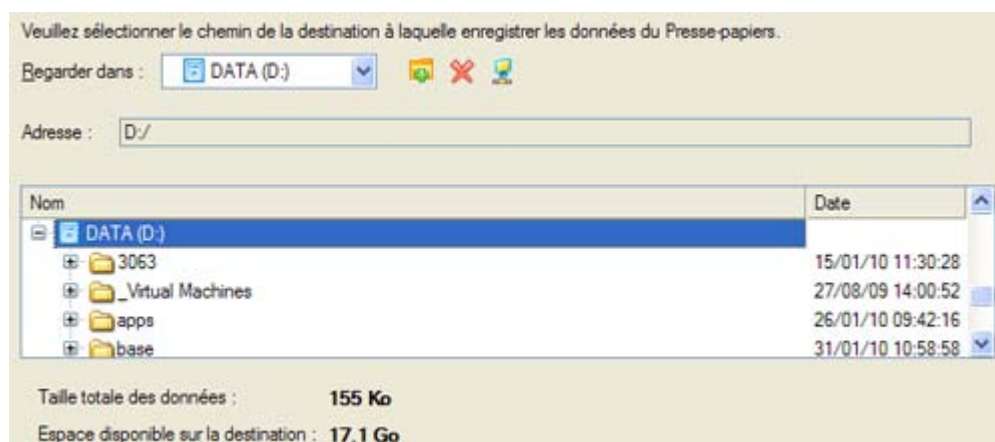 Veuillez sélectionner le chemin de la destination à laquelle enregistrer les données du Presse-papiers.
Regarder dans : DATA (D:)
Adresse : D:/
Nom Date
DATA (D:)
3063 15/01/10 11:30:28
_Virtual Machines 27/08/09 14:00:52
apps 26/01/10 09:42:16
base 31/01/10 10:58:58
Taille totale des données : 155 Ko
Espace disponible sur la destination : 17,1 Go